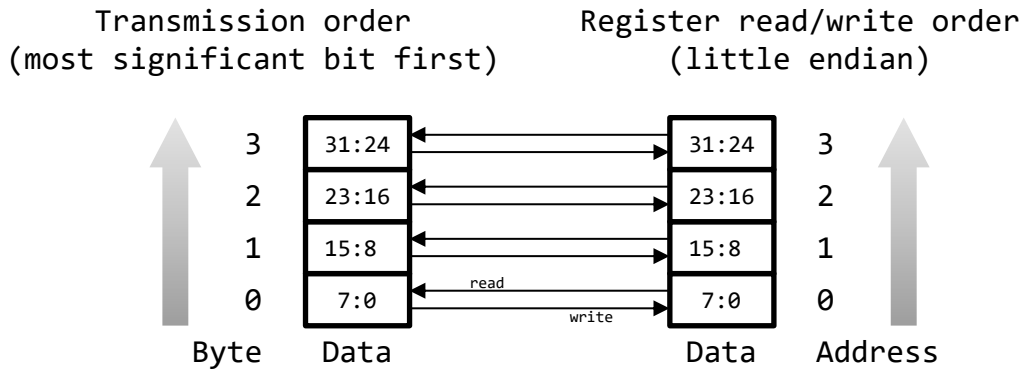 Transmission order
(most significant bit first)
Register read/write order
(little endian)
3 31:24 31:24 3
2 23:16 23:16 2
1 15:8 15:8 1
read
0 7:0 7:0 0
write
Byte Data Data Address